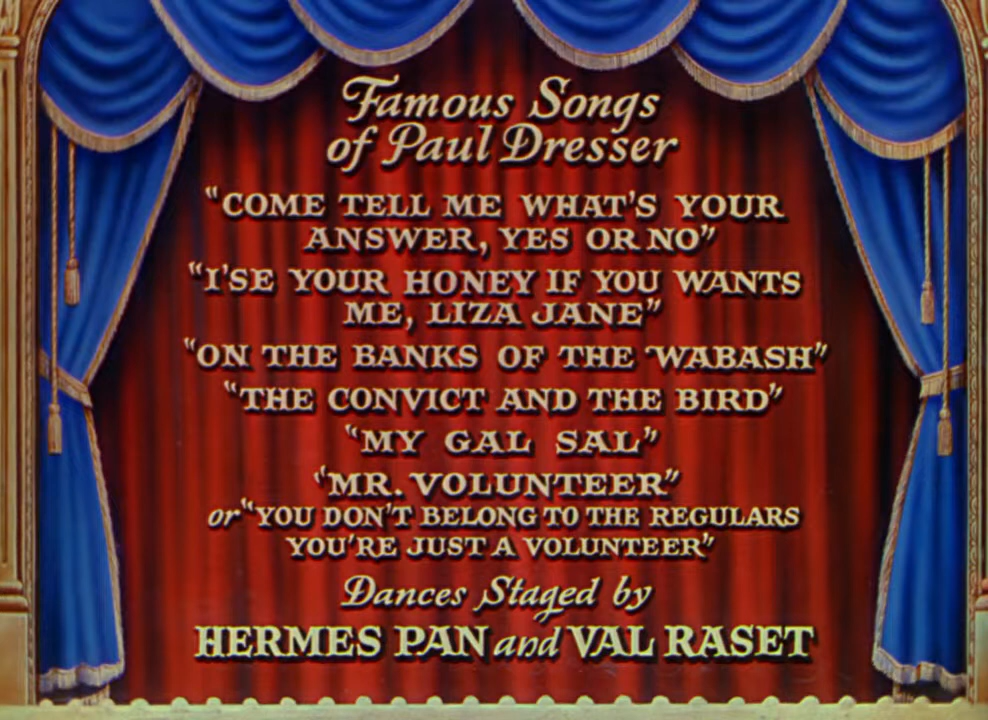 Famous Songs
of Paul Dresser
"COME TELL ME WHAT'S YOUR
ANSWER, YES OR NO"
"I'SE YOUR HONEY IF YOU WANTS
ME, LIZA JANE"
"ON THE BANKS OF THE WABASH"
"THE CONVICT AND THE BIRD"
"MY GAL SAL"
"MR. VOLUNTEER"
or "YOU DON'T BELONG TO THE REGULARS
YOU'RE JUST A VOLUNTEER"
Dances Staged by
HERMES PAN and VAL RASET